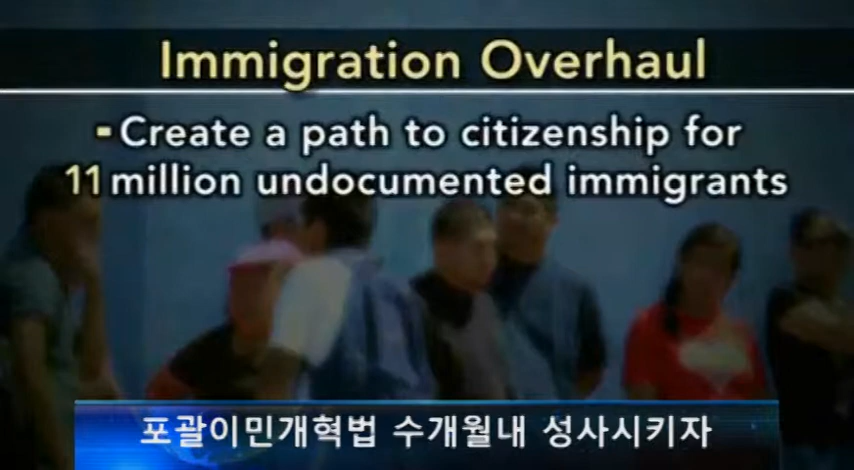 Immigration Overhaul
- Create a path to citizenship for
11 million undocumented immigrants
포괄이민개혁법 수개월내 성사시키자